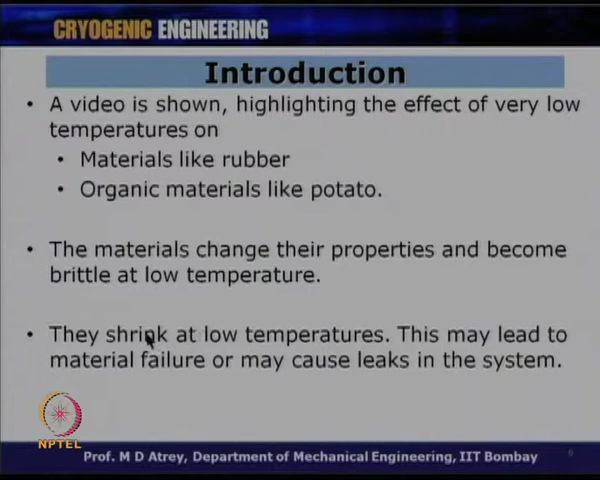 CRYOGENIC ENGINEERING
Introduction
• A video is shown, highlighting the effect of very low
temperatures on
• Materials like rubber
• Organic materials like potato.
• The materials change their properties and become
brittle at low temperature.
• They shrink at low temperatures. This may lead to
material failure or may cause leaks in the system.
NPTEL
Prof. M D Atrey, Department of Mechanical Engineering, IIT Bombay
6